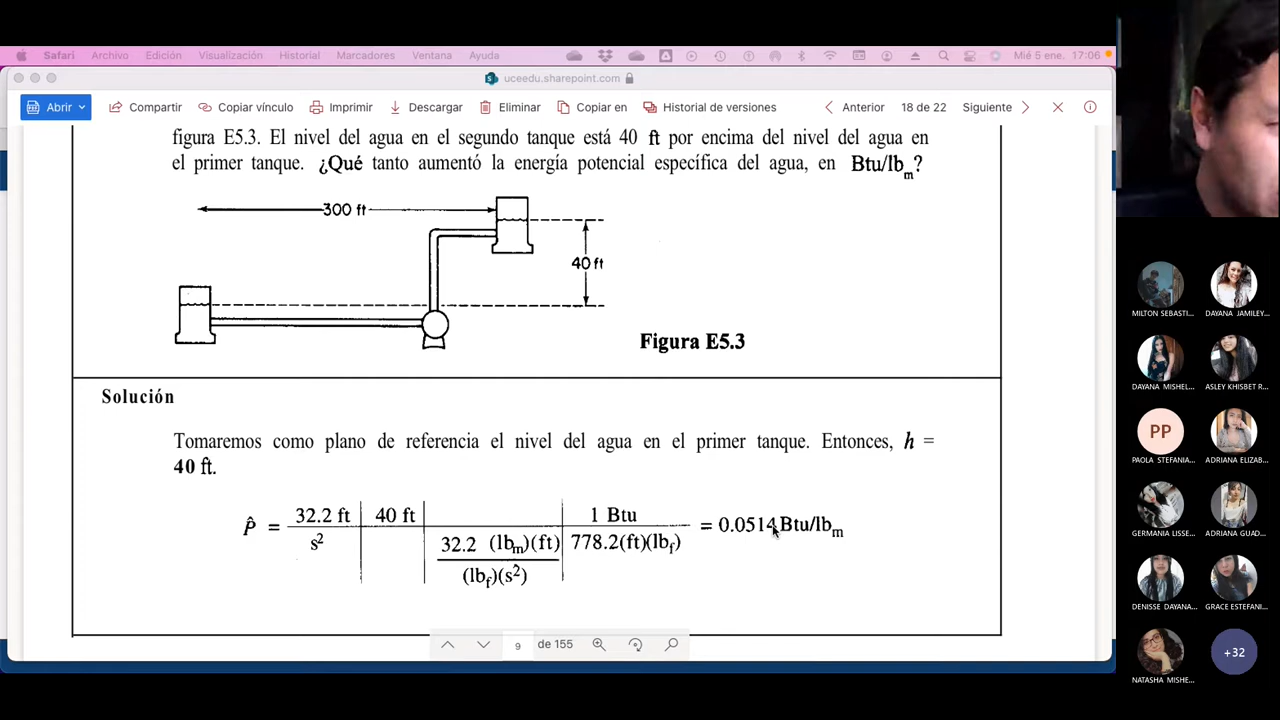 Safari Archivo Edición Visualización Historial Marcadores Ventana Ayuda Mié 5 ene. 17:06
uceedu.sharepoint.com
Abrir Compartir Copiar vínculo Imprimir Descargar Eliminar Copiar en Historial de versiones Anterior 18 de 22 Siguiente
figura E5.3. El nivel del agua en el segundo tanque está 40 ft por encima del nivel del agua en
el primer tanque. ¿Qué tanto aumentó la energía potencial específica del agua, en Btu/lbm?
300 ft
40 ft
Figura E5.3
Solución
Tomaremos como plano de referencia el nivel del agua en el primer tanque. Entonces, h =
40 ft.
32.2 ft 40 ft 1 Btu
P̂ = = 0.0514 Btu/lbm
s2 32.2 (lbm)(ft) 778.2(ft)(lbf)
(lbf)(s2)
9 de 155
MILTON SEBASTI... DAYANA JAMILEY...
DAYANA MISHEL... ASLEY KHISBET R...
PP
PAOLA STEFANIA... ADRIANA ELIZAB...
GERMANIA LISSE... ADRIANA GUAD...
DENISSE DAYANA... GRACE ESTEFANI...
+32
NATASHA MISHE...